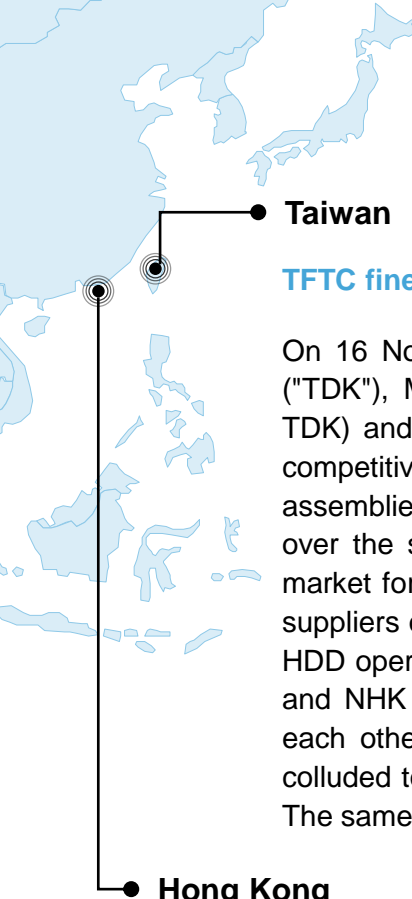 Taiwan
TFTC fine
On 16 No
("TDK"), M
TDK) and
competitiv
assemblie
over the s
market for
suppliers
HDD oper
and NHK
each othe
colluded t
The same
Hong Kong